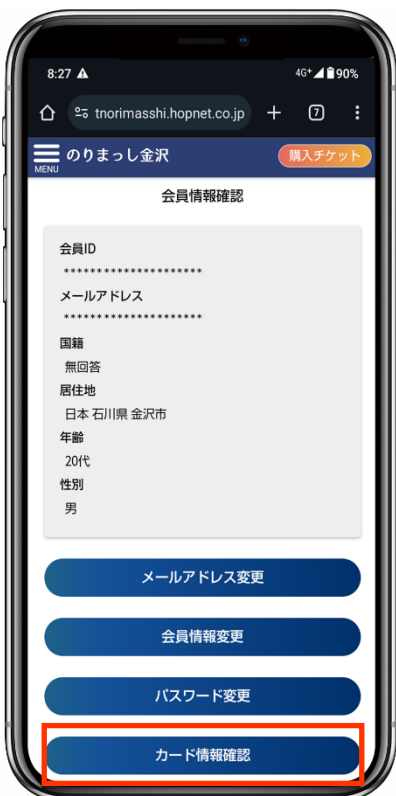 8:27 4G+ 90%
tnorimasshi.hopnet.co.jp 7
MENU のりまっし金沢 購入チケット
会員情報確認
会員ID
*********************
メールアドレス
*********************
国籍
無回答
居住地
日本 石川県 金沢市
年齢
20代
性別
男
メールアドレス変更
会員情報変更
パスワード変更
カード情報確認